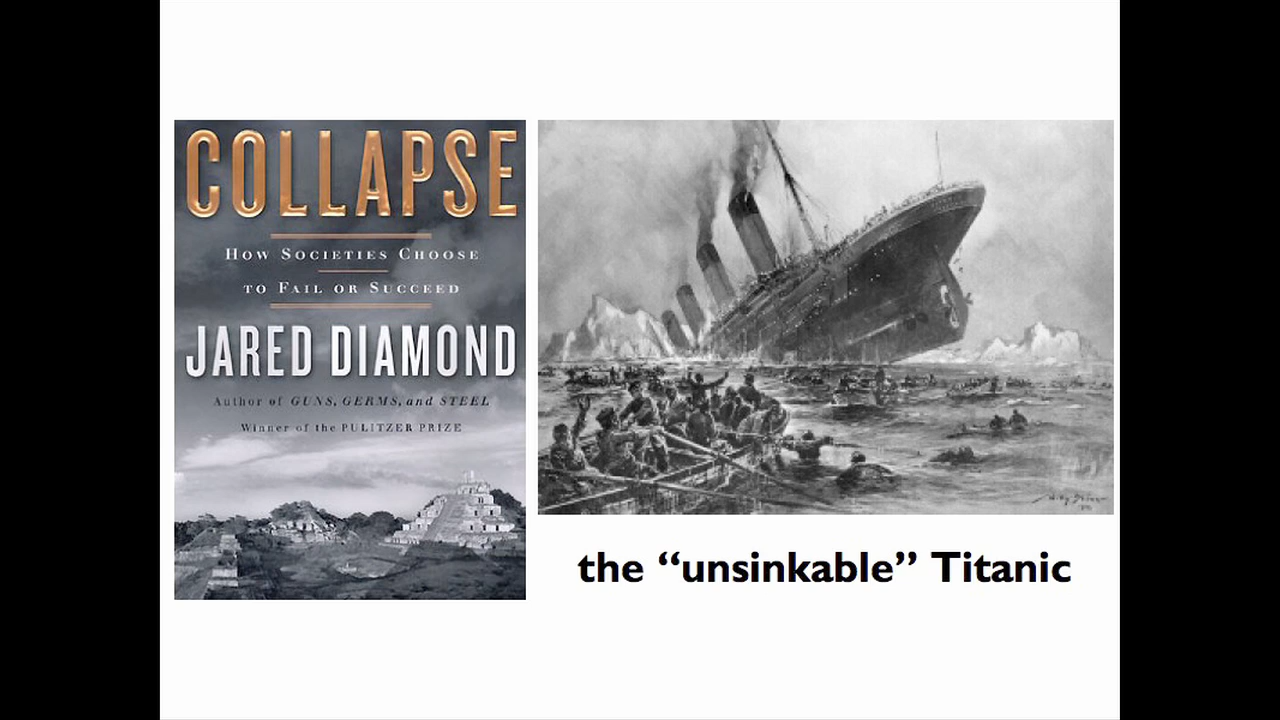 COLLAPSE
HOW SOCIETIES CHOOSE
TO FAIL OR SUCCEED
JARED DIAMOND
Author of GUNS, GERMS, and STEEL
Winner of the PULITZER PRIZE
the “unsinkable” Titanic